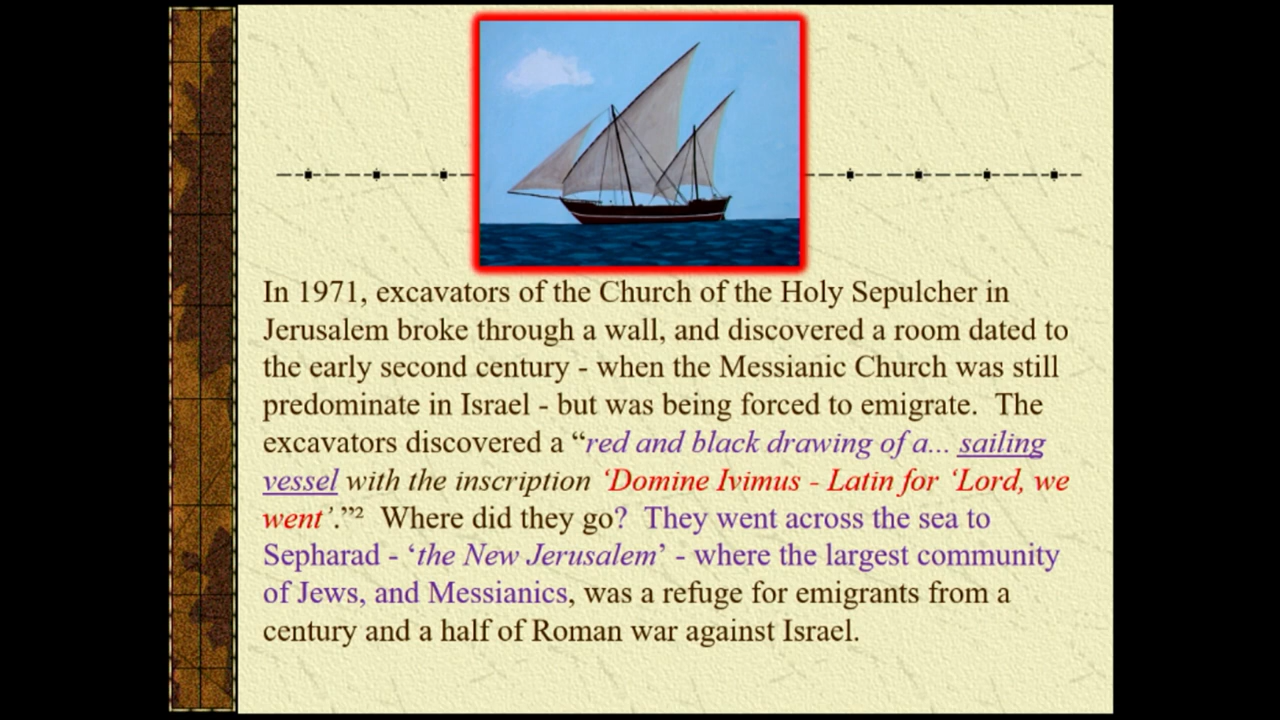 In 1971, excavators of the Church of the Holy Sepulcher in
Jerusalem broke through a wall, and discovered a room dated to
the early second century - when the Messianic Church was still
predominate in Israel - but was being forced to emigrate.  The
excavators discovered a “red and black drawing of a... sailing
vessel with the inscription ‘Domine Ivimus - Latin for ‘Lord, we
went’.”²  Where did they go?  They went across the sea to
Sepharad - ‘the New Jerusalem’ - where the largest community
of Jews, and Messianics, was a refuge for emigrants from a
century and a half of Roman war against Israel.